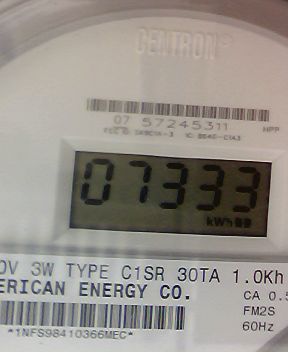 CENTRON®
07 57245311
HPP
07333
kWh
0V 3W TYPE C1SR 30TA 1.0Kh
ERICAN ENERGY CO.
CA 0.5
FM2S
60Hz
*1NFS98410366MEC*